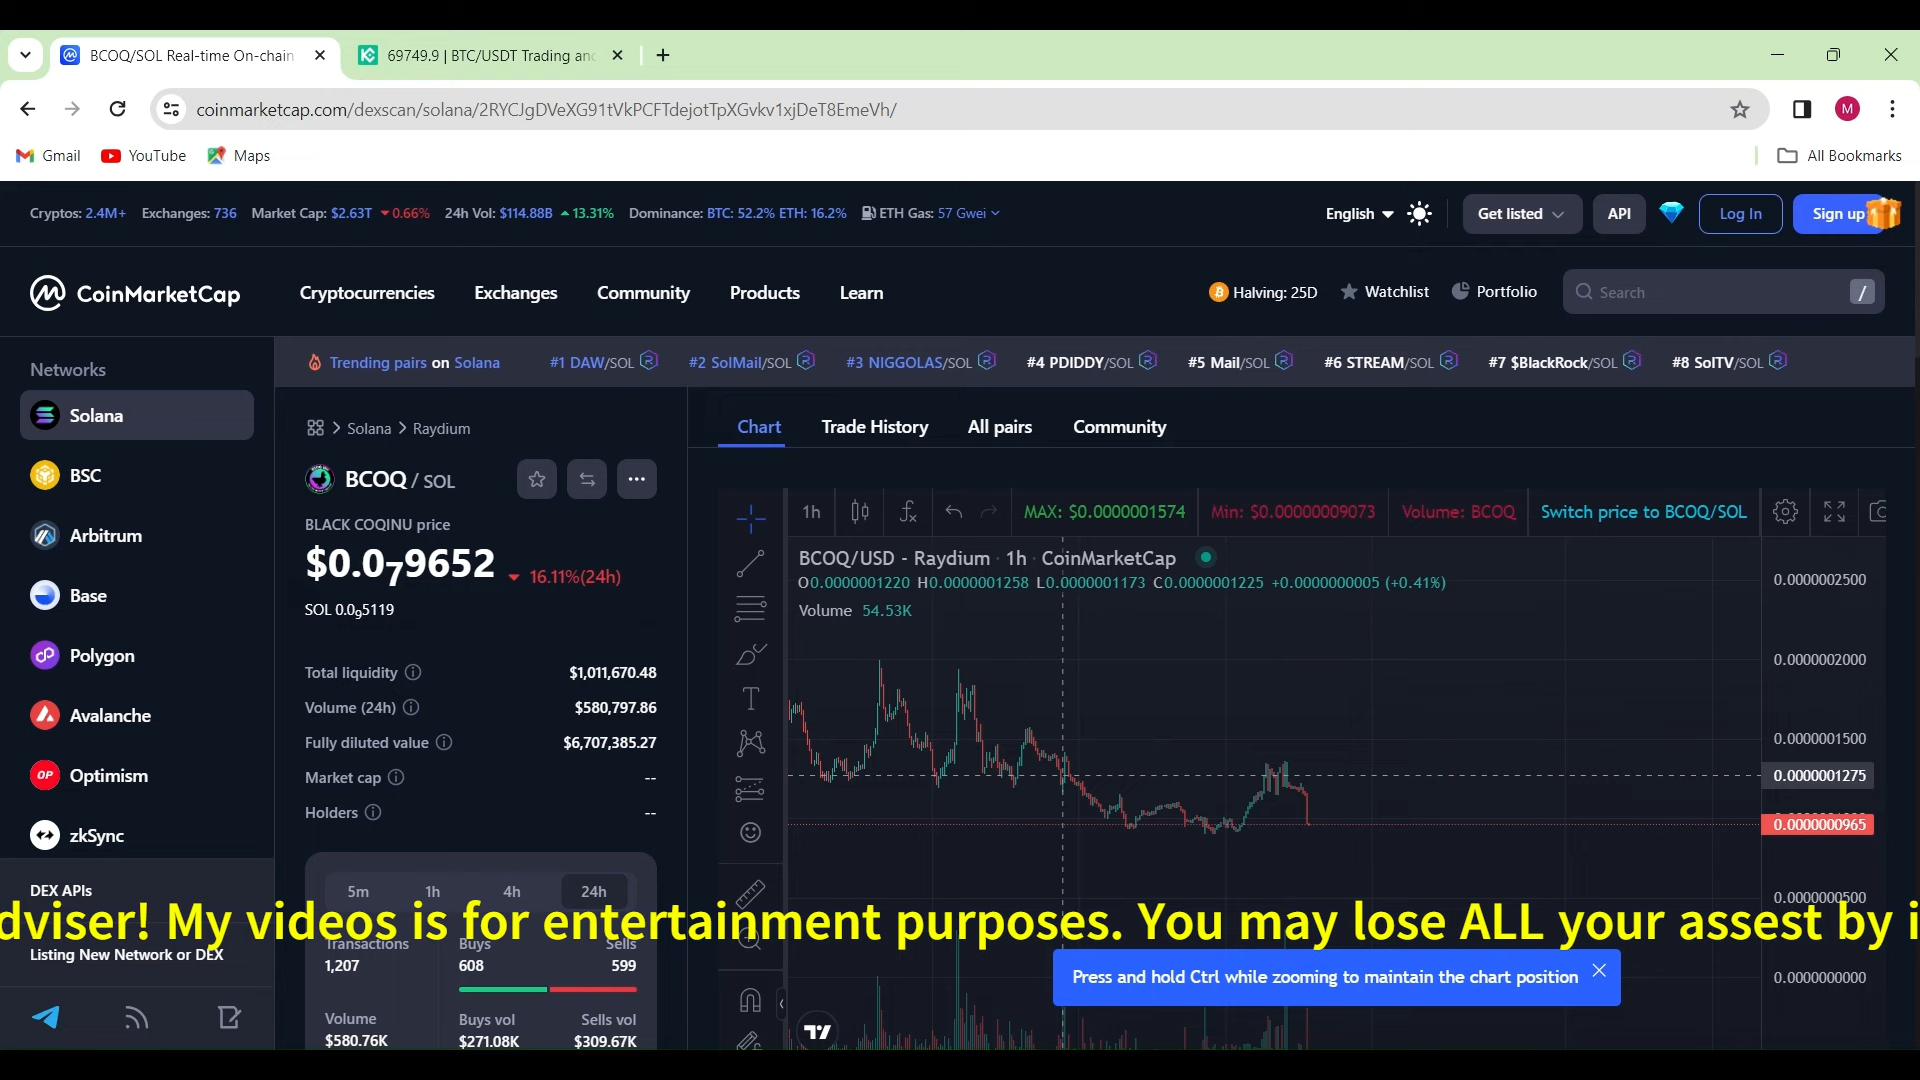 BCOQ/SOL Real-time On-chain
69749.9 | BTC/USDT Trading and
coinmarketcap.com/dexscan/solana/2RYCJgDVeXG91tVkPCFTdejotTpXGvkv1xjDeT8EmeVh/
M
Gmail YouTube Maps
All Bookmarks
Cryptos: 2.4M+ Exchanges: 736 Market Cap: $2.63T 0.66% 24h Vol: $114.88B 13.31% Dominance: BTC: 52.2% ETH: 16.2% ETH Gas: 57 Gwei
English Get listed API Log In Sign up
CoinMarketCap Cryptocurrencies Exchanges Community Products Learn
Halving: 25D Watchlist Portfolio Search /
Networks
Trending pairs on Solana #1 DAW/SOL #2 SolMail/SOL #3 NIGGOLAS/SOL #4 PDIDDY/SOL #5 Mail/SOL #6 STREAM/SOL #7 $BlackRock/SOL #8 SolTV/SOL
Solana
BSC
Arbitrum
Base
Polygon
Avalanche
OP Optimism
zkSync
DEX APIs
Listing New Network or DEX
Solana > Raydium
BCOQ / SOL
BLACK COQINU price
$0.0₇9652 16.11%(24h)
SOL 0.0₉5119
Total liquidity $1,011,670.48
Volume (24h) $580,797.86
Fully diluted value $6,707,385.27
Market cap --
Holders --
5m 1h 4h 24h
Transactions Buys Sells
1,207 608 599
Volume Buys vol Sells vol
$580.76K $271.08K $309.67K
Chart Trade History All pairs Community
1h MAX: $0.0000001574 Min: $0.00000009073 Volume: BCOQ Switch price to BCOQ/SOL
BCOQ/USD - Raydium · 1h · CoinMarketCap
O0.0000001220 H0.0000001258 L0.0000001173 C0.0000001225 +0.0000000005 (+0.41%)
Volume 54.53K
0.0000002500
0.0000002000
0.0000001500
0.0000001275
0.0000000965
0.0000000500
0.0000000000
dviser! My videos is for entertainment purposes. You may lose ALL your assest by i
Press and hold Ctrl while zooming to maintain the chart position